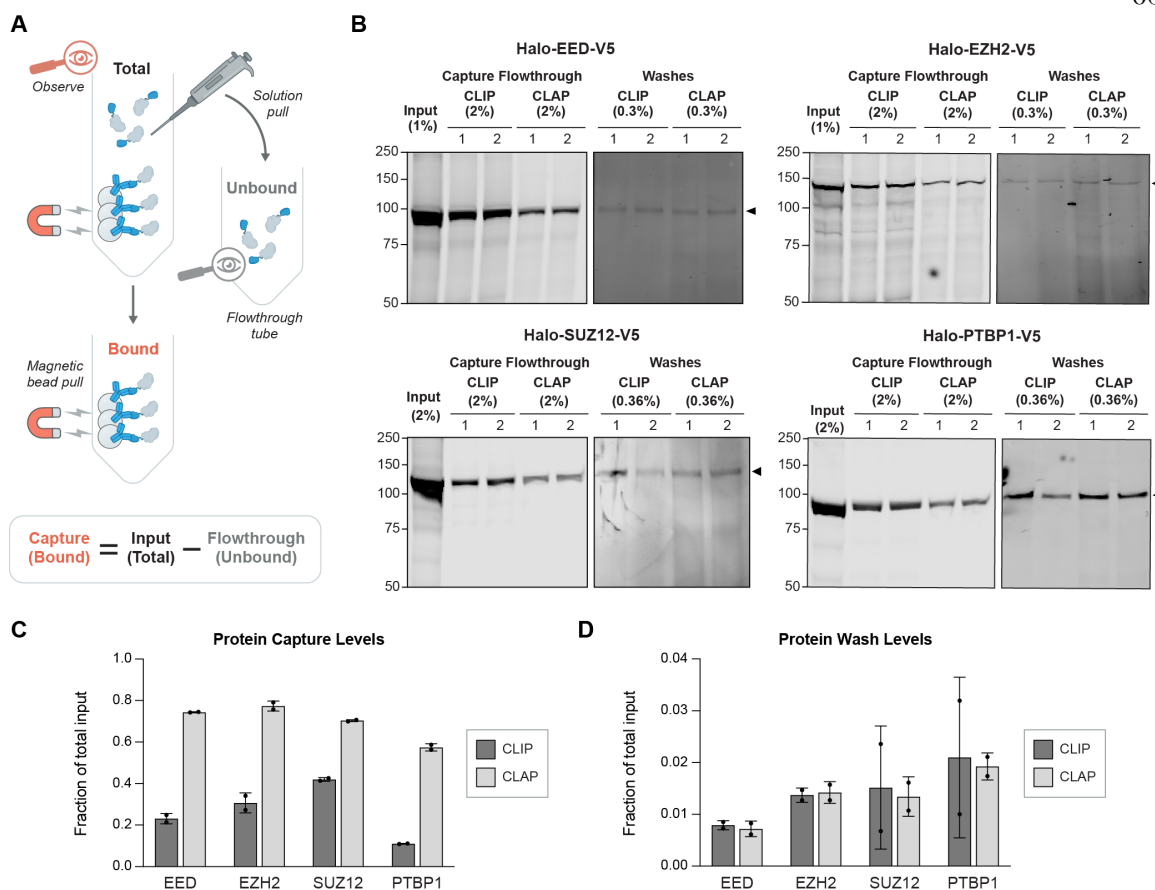 A
Observe
Total
Solution
pull
Unbound
Flowthrough
tube
Bound
Magnetic
bead pull
Capture
(Bound)
=
Input
(Total)
−
Flowthrough
(Unbound)
B
Halo-EED-V5
Capture Flowthrough
Washes
Input
(1%)
CLIP
(2%)
CLAP
(2%)
CLIP
(0.3%)
CLAP
(0.3%)
1 2 1 2 1 2 1 2
250
150
100
75
50
Halo-EZH2-V5
Capture Flowthrough
Washes
Input
(1%)
CLIP
(2%)
CLAP
(2%)
CLIP
(0.3%)
CLAP
(0.3%)
1 2 1 2 1 2 1 2
250
150
100
75
50
Halo-SUZ12-V5
Capture Flowthrough
Washes
Input
(2%)
CLIP
(2%)
CLAP
(2%)
CLIP
(0.36%)
CLAP
(0.36%)
1 2 1 2 1 2 1 2
250
150
100
75
50
Halo-PTBP1-V5
Capture Flowthrough
Washes
Input
(2%)
CLIP
(2%)
CLAP
(2%)
CLIP
(0.36%)
CLAP
(0.36%)
1 2 1 2 1 2 1 2
250
150
100
75
50
C
Protein Capture Levels
Fraction of total input
1.0
0.8
0.6
0.4
0.2
0.0
EED EZH2 SUZ12 PTBP1
CLIP
CLAP
D
Protein Wash Levels
Fraction of total input
0.04
0.03
0.02
0.01
0.00
EED EZH2 SUZ12 PTBP1
CLIP
CLAP